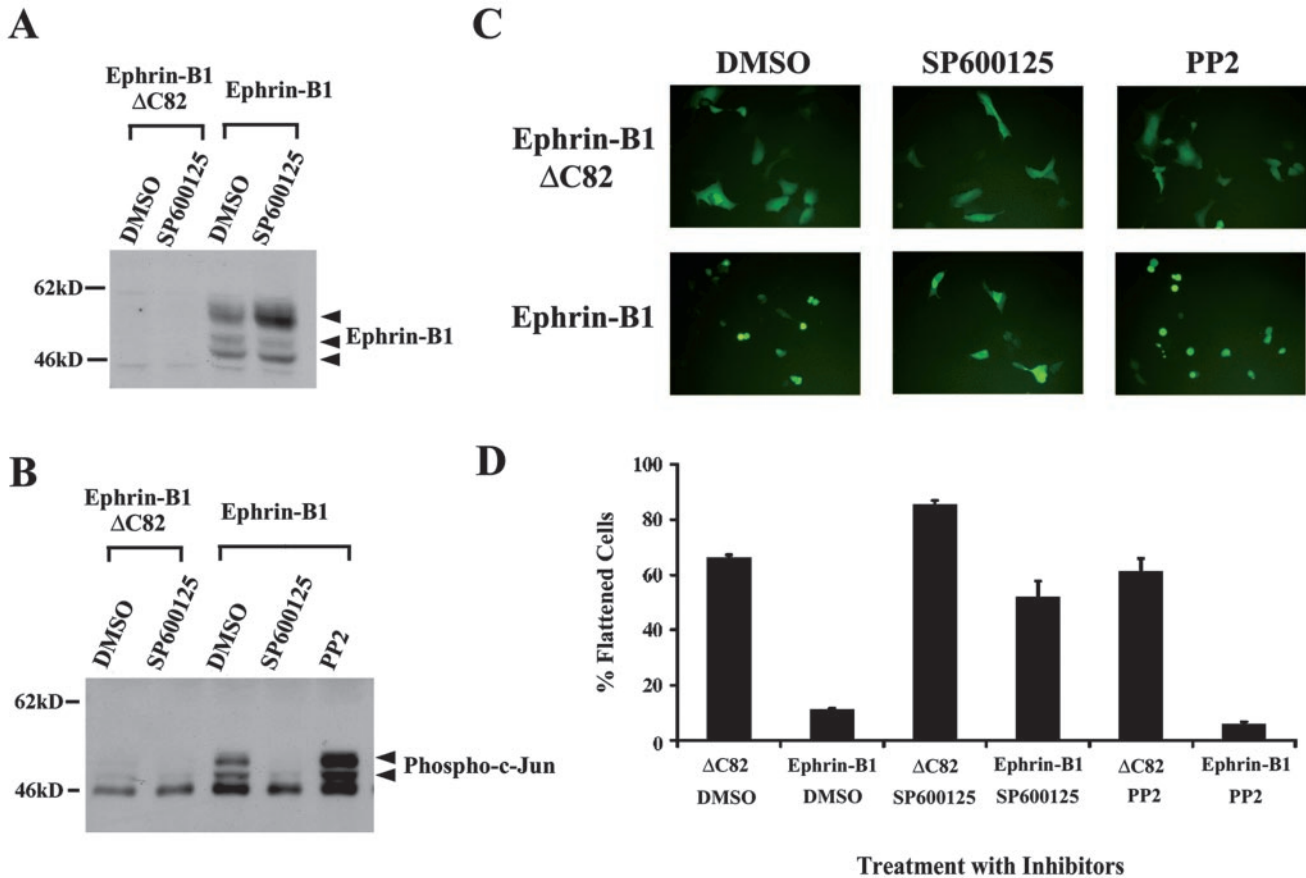 A
Ephrin-B1
ΔC82
Ephrin-B1
DMSO
SP600125
DMSO
SP600125
62kD
46kD
Ephrin-B1
B
Ephrin-B1
ΔC82
Ephrin-B1
DMSO
SP600125
DMSO
SP600125
PP2
62kD
46kD
Phospho-c-Jun
C
DMSO
SP600125
PP2
Ephrin-B1
ΔC82
Ephrin-B1
D
% Flattened Cells
100
80
60
40
20
0
ΔC82
DMSO
Ephrin-B1
DMSO
ΔC82
SP600125
Ephrin-B1
SP600125
ΔC82
PP2
Ephrin-B1
PP2
Treatment with Inhibitors